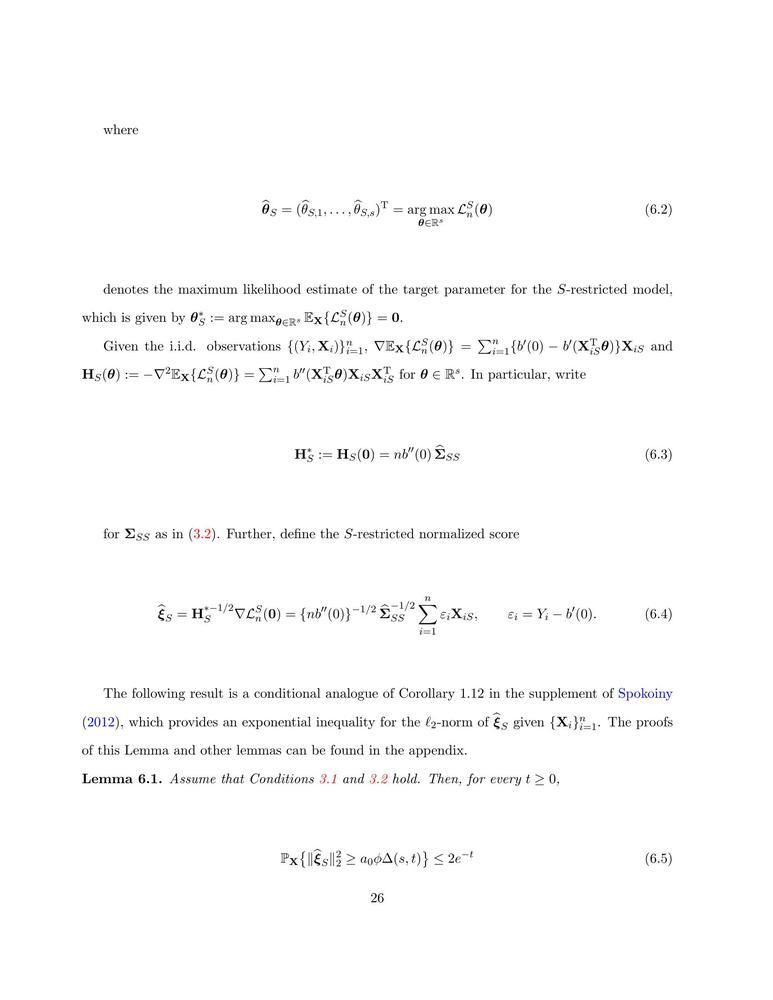 where
$$\widehat{\boldsymbol{\theta}}_S = (\widehat{\theta}_{S,1}, \ldots, \widehat{\theta}_{S,s})^{\mathrm{T}} = \underset{\boldsymbol{\theta} \in \mathbb{R}^s}{\arg\max}\, \mathcal{L}_n^S(\boldsymbol{\theta}) \qquad (6.2)$$
denotes the maximum likelihood estimate of the target parameter for the $S$-restricted model,
which is given by $\boldsymbol{\theta}_S^* := \arg\max_{\boldsymbol{\theta} \in \mathbb{R}^s} \mathbb{E}_{\mathbf{X}}\{\mathcal{L}_n^S(\boldsymbol{\theta})\} = \mathbf{0}$.
Given the i.i.d. observations $\{(Y_i, \mathbf{X}_i)\}_{i=1}^n$, $\nabla \mathbb{E}_{\mathbf{X}}\{\mathcal{L}_n^S(\boldsymbol{\theta})\} = \sum_{i=1}^n \{b'(0) - b'(\mathbf{X}_{iS}^{\mathrm{T}} \boldsymbol{\theta})\} \mathbf{X}_{iS}$ and
$\mathbf{H}_S(\boldsymbol{\theta}) := -\nabla^2 \mathbb{E}_{\mathbf{X}}\{\mathcal{L}_n^S(\boldsymbol{\theta})\} = \sum_{i=1}^n b''(\mathbf{X}_{iS}^{\mathrm{T}} \boldsymbol{\theta}) \mathbf{X}_{iS} \mathbf{X}_{iS}^{\mathrm{T}}$ for $\boldsymbol{\theta} \in \mathbb{R}^s$. In particular, write
$$\mathbf{H}_S^* := \mathbf{H}_S(\mathbf{0}) = n b''(0)\, \widehat{\boldsymbol{\Sigma}}_{SS} \qquad (6.3)$$
for $\boldsymbol{\Sigma}_{SS}$ as in (3.2). Further, define the $S$-restricted normalized score
$$\widehat{\boldsymbol{\xi}}_S = \mathbf{H}_S^{*-1/2} \nabla \mathcal{L}_n^S(\mathbf{0}) = \{n b''(0)\}^{-1/2}\, \widehat{\boldsymbol{\Sigma}}_{SS}^{-1/2} \sum_{i=1}^n \varepsilon_i \mathbf{X}_{iS}, \qquad \varepsilon_i = Y_i - b'(0). \qquad (6.4)$$
The following result is a conditional analogue of Corollary 1.12 in the supplement of Spokoiny
(2012), which provides an exponential inequality for the $\ell_2$-norm of $\widehat{\boldsymbol{\xi}}_S$ given $\{\mathbf{X}_i\}_{i=1}^n$. The proofs
of this Lemma and other lemmas can be found in the appendix.
**Lemma 6.1.** *Assume that Conditions 3.1 and 3.2 hold. Then, for every $t \geq 0$,*
$$\mathbb{P}_{\mathbf{X}}\{\|\widehat{\boldsymbol{\xi}}_S\|_2^2 \geq a_0 \phi \Delta(s, t)\} \leq 2e^{-t} \qquad (6.5)$$
26